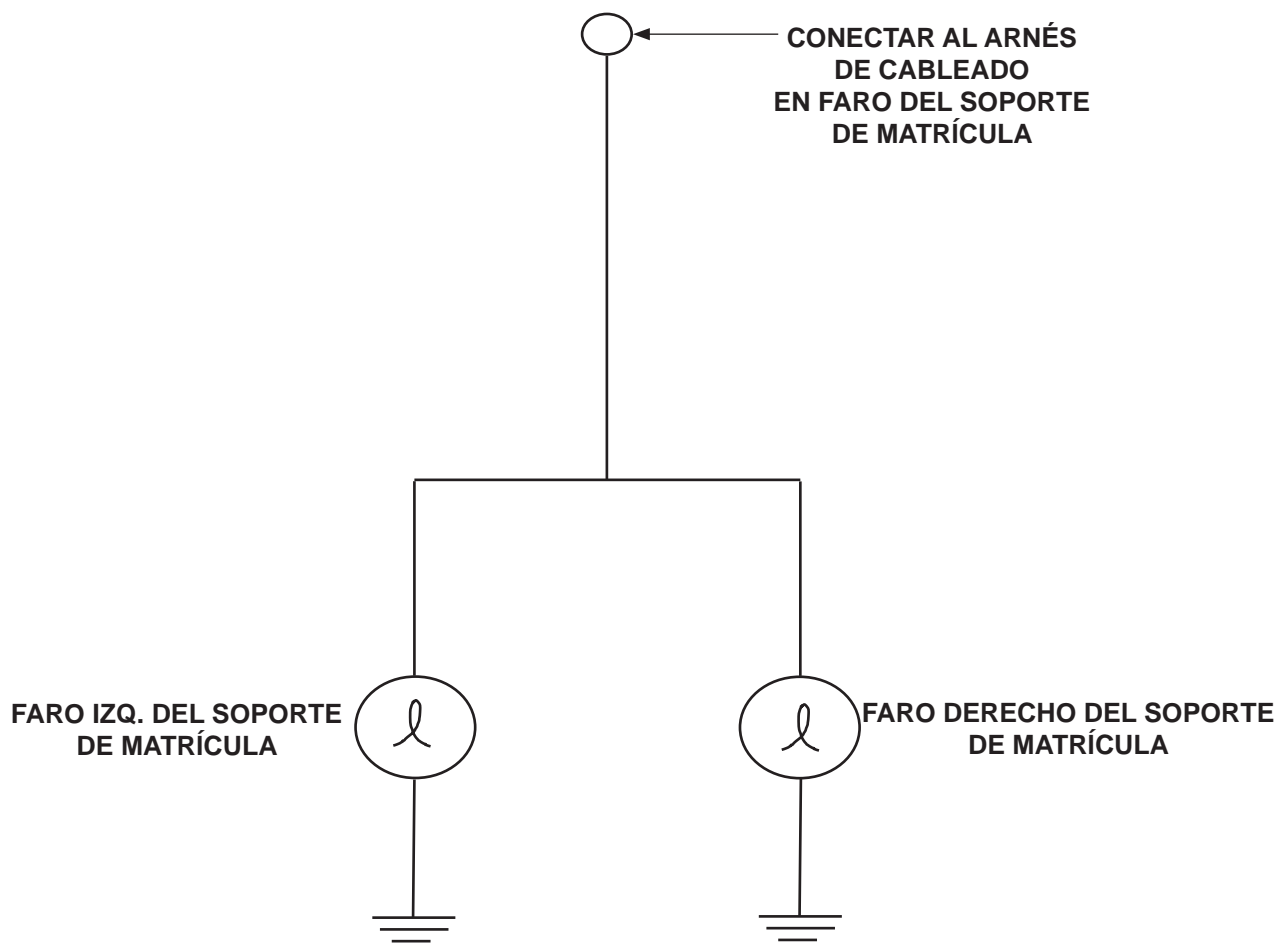 CONECTAR AL ARNÉS
DE CABLEADO
EN FARO DEL SOPORTE
DE MATRÍCULA
FARO IZQ. DEL SOPORTE
DE MATRÍCULA
FARO DERECHO DEL SOPORTE
DE MATRÍCULA